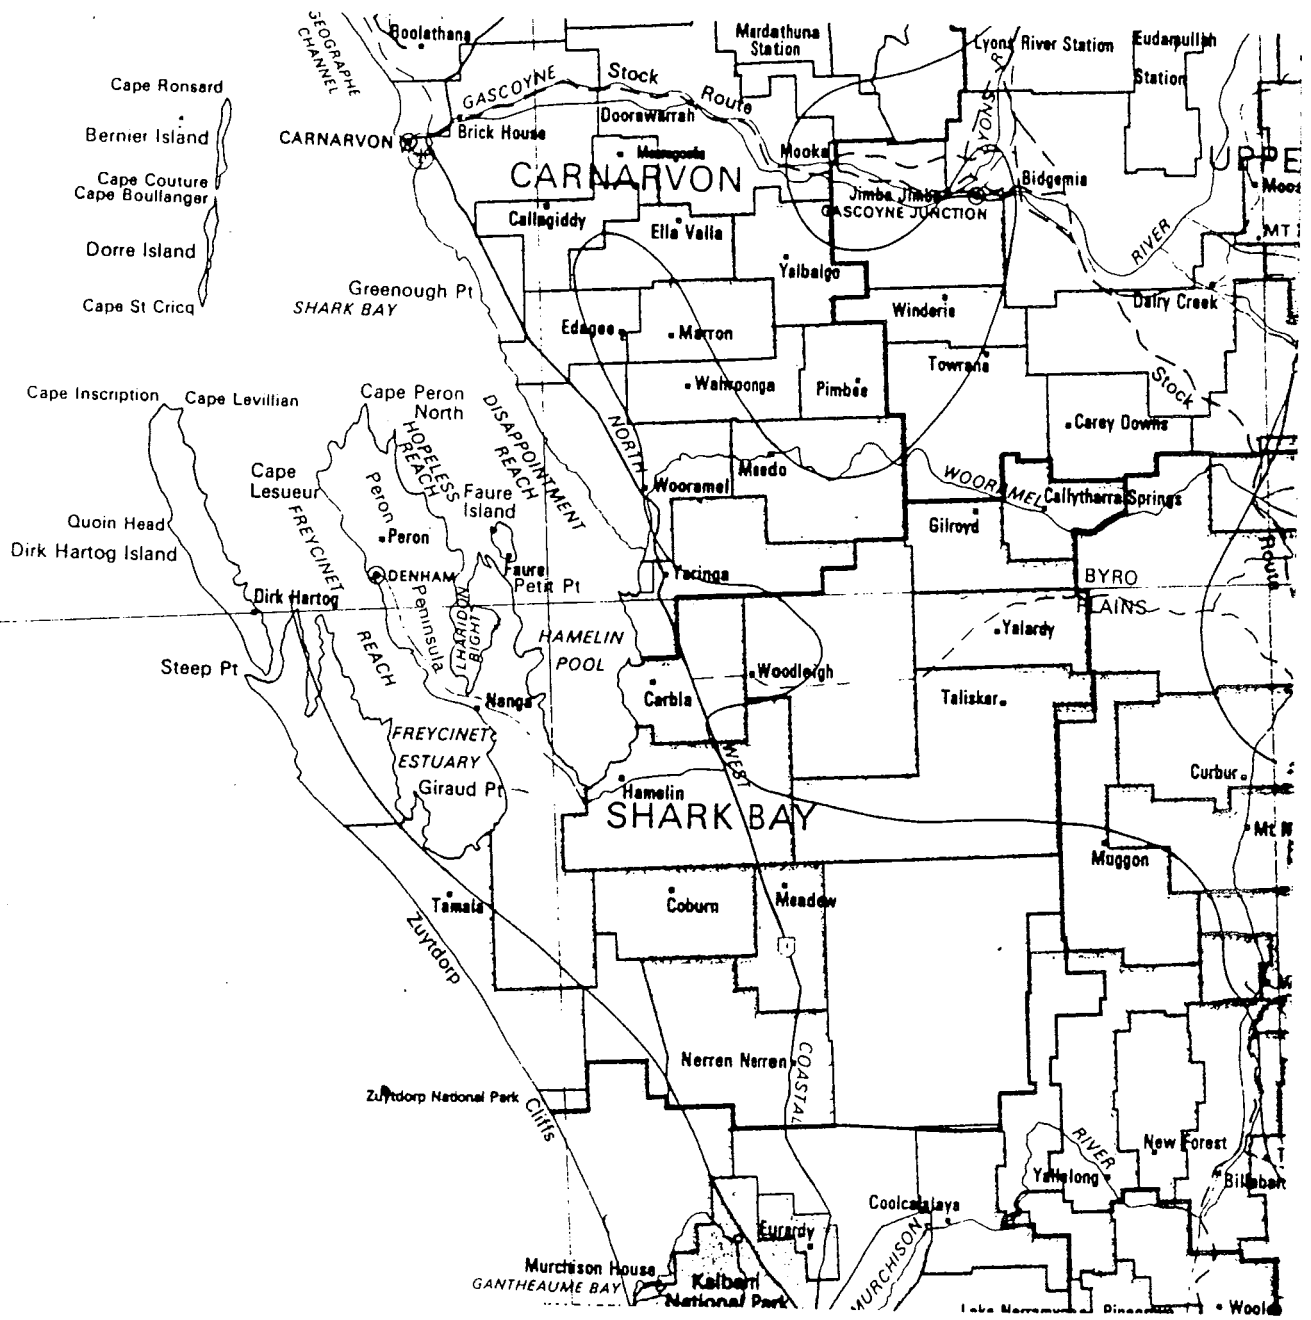 GEOGRAPHE
CHANNEL
Boolathana
Mardathuna
Station
Lyons River Station
Eudamullah
Station
Cape Ronsard
Bernier Island
Cape Couture
Cape Boullanger
Dorre Island
Cape St Cricq
CARNARVON
GASCOYNE
Stock
Route
Brick House
Doorawarrah
CARNARVON
Mooka
LYONS R
Jimba Jimba
GASCOYNE JUNCTION
Bidgemia
UPPE
MT
RIVER
Callagiddy
Ella Valla
Yalbalgo
Greenough Pt
SHARK BAY
Winderie
Dairy Creek
Edagee
Marron
Towrana
Wahroonga
Pimbee
Stock
Cape Inscription
Cape Levillian
Cape Peron
North
HOPELESS
REACH
DISAPPOINTMENT
REACH
NORTH
Carey Downs
Cape
Lesueur
Peron
Faure
Island
Wooramel
Meedo
WOORAMEL
Callytharra Springs
Gilroyd
Quoin Head
Dirk Hartog Island
FREYCINET
Peron
DENHAM
Faure
Petit Pt
Yaringa
BYRO
PLAINS
Route
Dirk Hartog
Peninsula
LHARIDON
BIGHT
HAMELIN
POOL
Yalardy
Steep Pt
REACH
Nanga
Carbla
Woodleigh
Taliskar
FREYCINET
ESTUARY
Giraud Pt
WEST
Hamelin
Curbur
SHARK BAY
Mt
Muggon
Tamala
Coburn
Meadow
Zuytdorp
Nerren Nerren
COASTAL
Zuytdorp National Park
Cliffs
RIVER
New Forest
Yallalong
Billabalt
Coolcalalaya
MURCHISON
Eurardy
Murchison House
GANTHEAUME BAY
Kalbarri
National Park